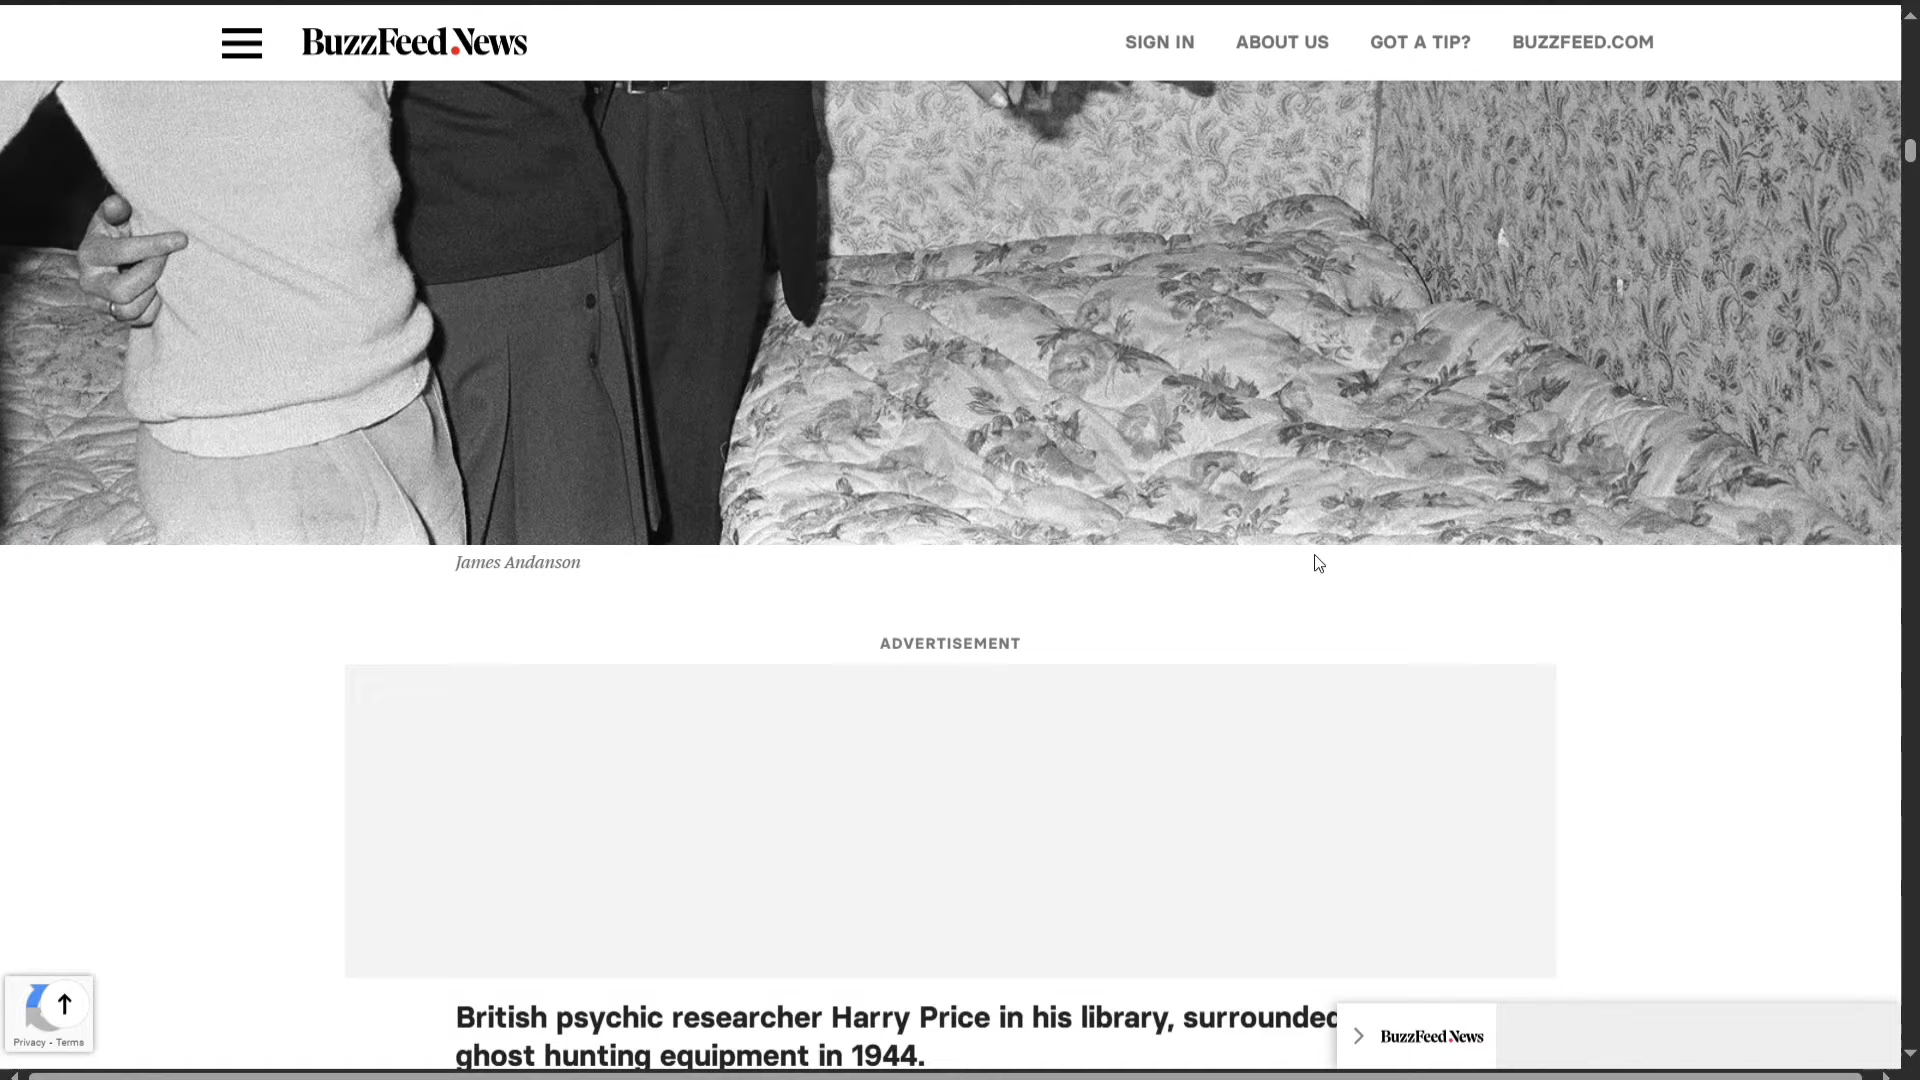 BuzzFeed News
SIGN IN
ABOUT US
GOT A TIP?
BUZZFEED.COM
James Andanson
ADVERTISEMENT
British psychic researcher Harry Price in his library, surrounded
ghost hunting equipment in 1944.
BuzzFeed News
Privacy - Terms